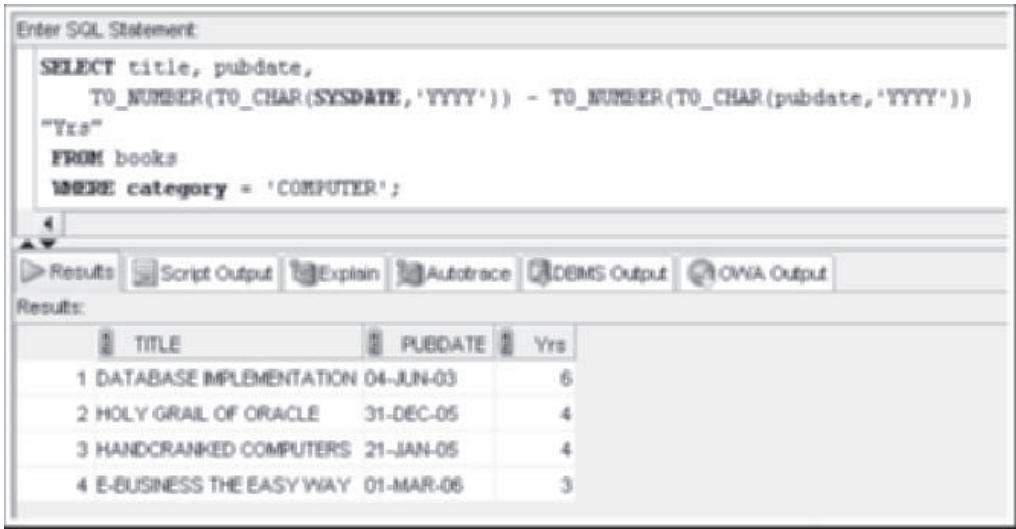 Enter SQL Statement:
SELECT title, pubdate,
TO_NUMBER(TO_CHAR(SYSDATE,'YYYY')) - TO_NUMBER(TO_CHAR(pubdate,'YYYY'))
"Yrs"
FROM books
WHERE category = 'COMPUTER';
Results Script Output Explain Autotrace DBMS Output OWA Output
Results:
TITLE PUBDATE Yrs
1 DATABASE IMPLEMENTATION 04-JUN-03 6
2 HOLY GRAIL OF ORACLE 31-DEC-05 4
3 HANDCRANKED COMPUTERS 21-JAN-05 4
4 E-BUSINESS THE EASY WAY 01-MAR-06 3